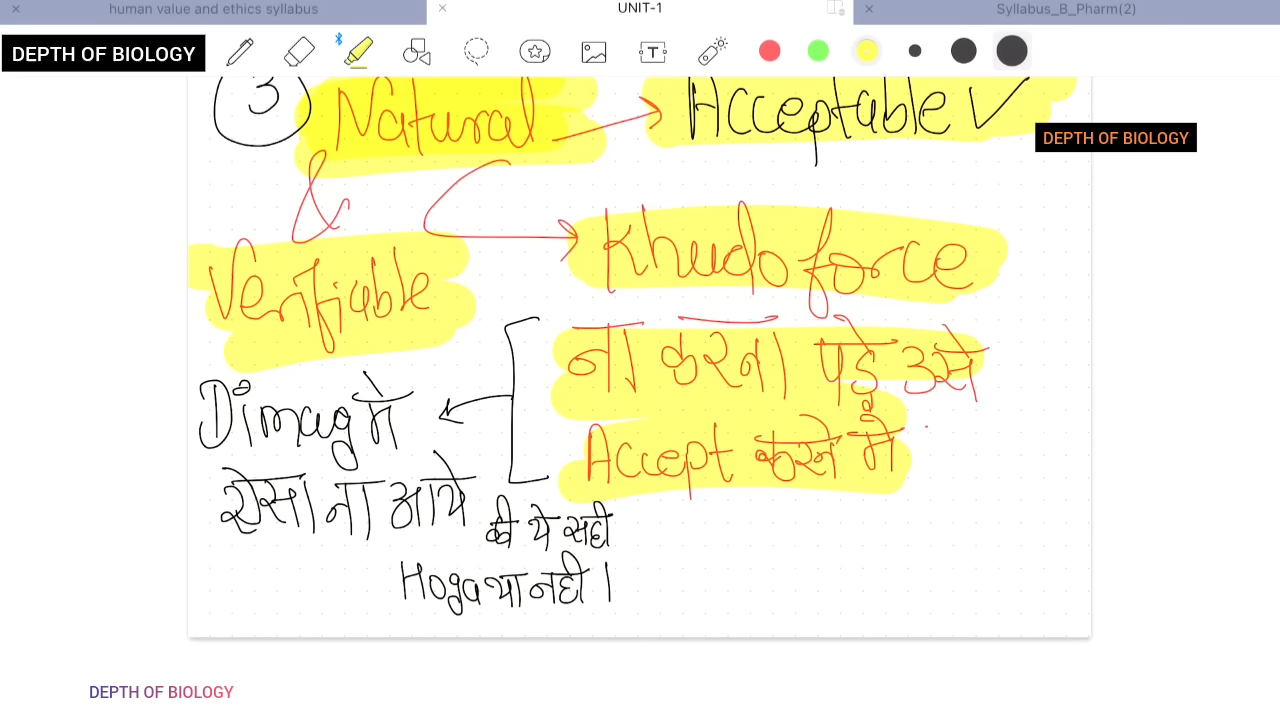 human value and ethics syllabus
UNIT-1
Syllabus_B_Pharm(2)
DEPTH OF BIOLOGY
T
3 Natural → Acceptable ✓
DEPTH OF BIOLOGY
&
Khudo force
Verifiable
ना करना पड़े उसे
Dimag मे
Accept करने मे
ऐसा ना आये
की ये सही
Hoga या नही ।
DEPTH OF BIOLOGY